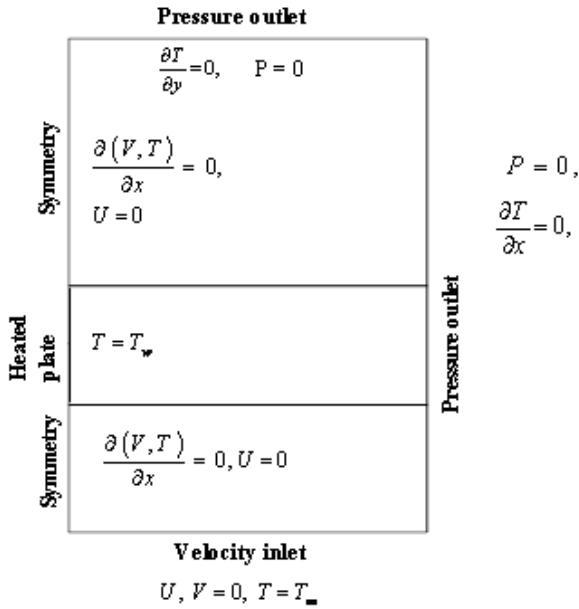 Pressure outlet
∂T/∂y = 0, P = 0
Symmetry
∂(V, T)/∂x = 0,
U = 0
P = 0,
∂T/∂x = 0,
Heated plate
T = T_w
Pressure outlet
Symmetry
∂(V, T)/∂x = 0, U = 0
Velocity inlet
U, V = 0, T = T_∞